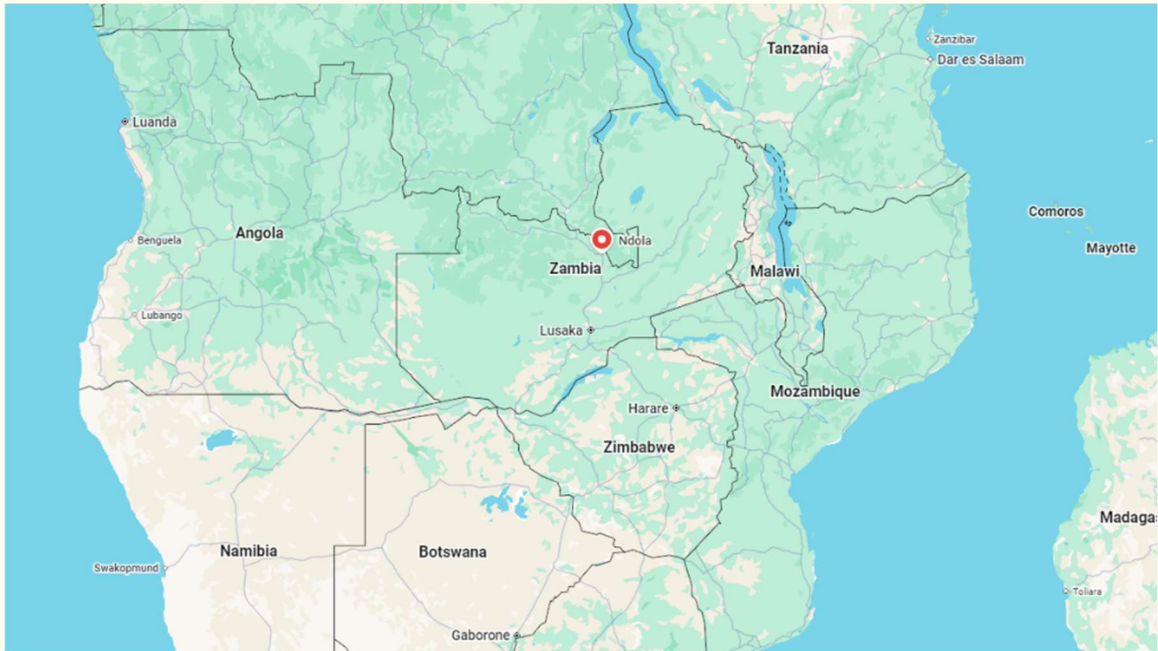 Tanzania
Zanzibar
Dar es Salaam
Luanda
Comoros
Angola
Benguela
Ndola
Mayotte
Zambia
Malawi
Lubango
Lusaka
Mozambique
Harare
Zimbabwe
Madaga
Namibia
Botswana
Swakopmund
Toliara
Gaborone